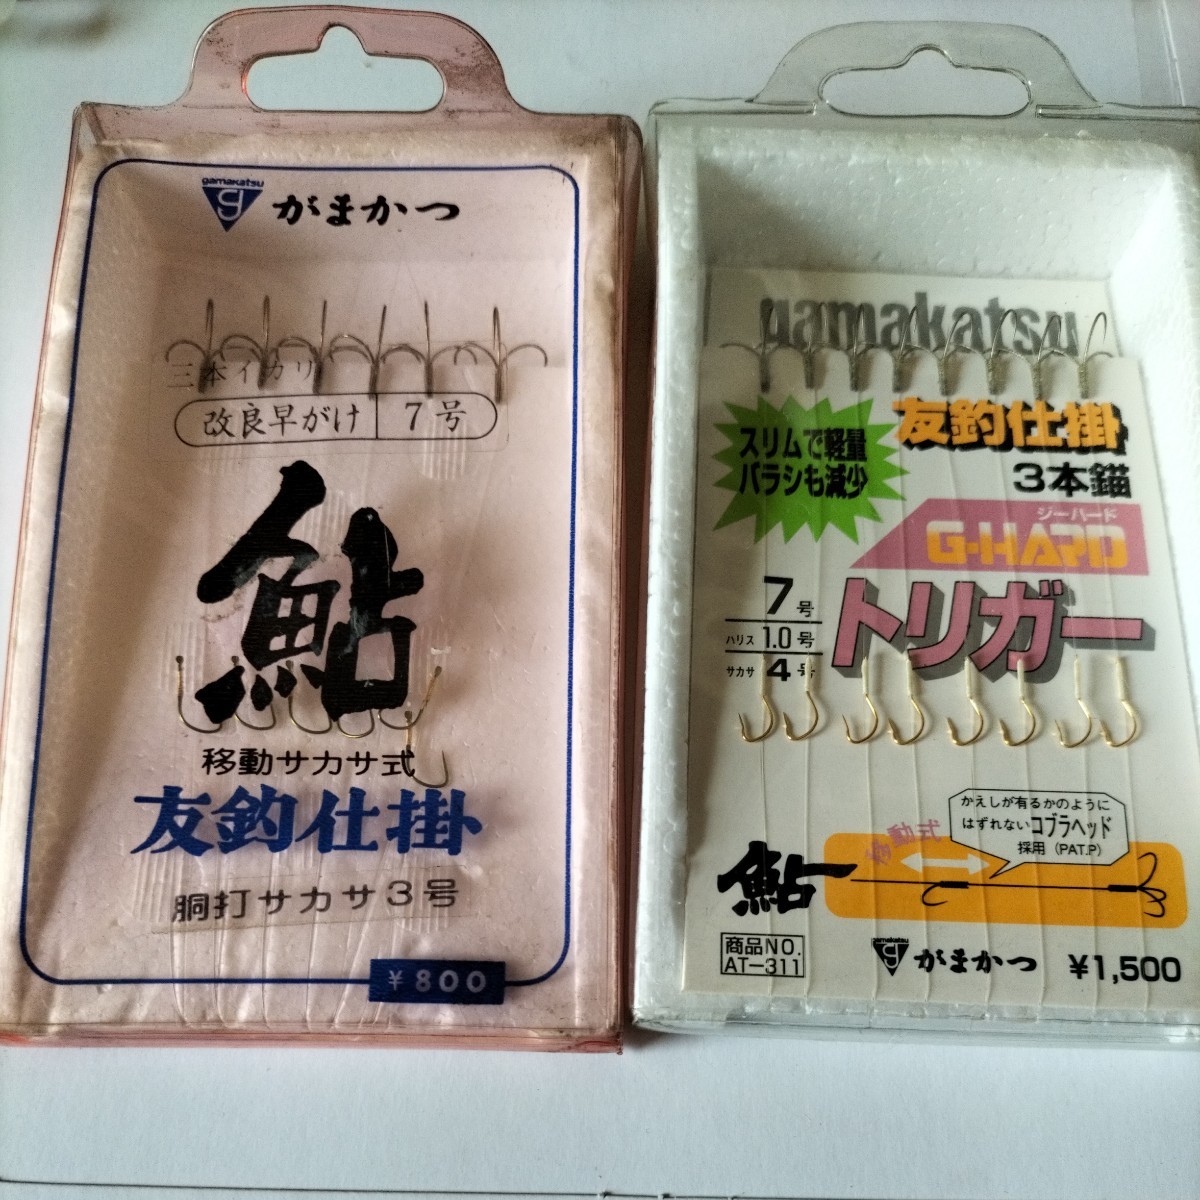 gamakatsu
がまかつ
三本イカリ
改良早がけ 7号
鮎
移動サカサ式
友釣仕掛
胴打サカサ3号
¥800
gamakatsu
友釣仕掛
3本錨
スリムで軽量
バラシも減少
ジーハード
G-HARD
トリガー
7号
ハリス 1.0号
サカサ 4号
かえしが有るかのように
はずれないコブラヘッド
採用(PAT.P)
移動式
鮎
商品NO.
AT-311
gamakatsu
がまかつ
¥1,500